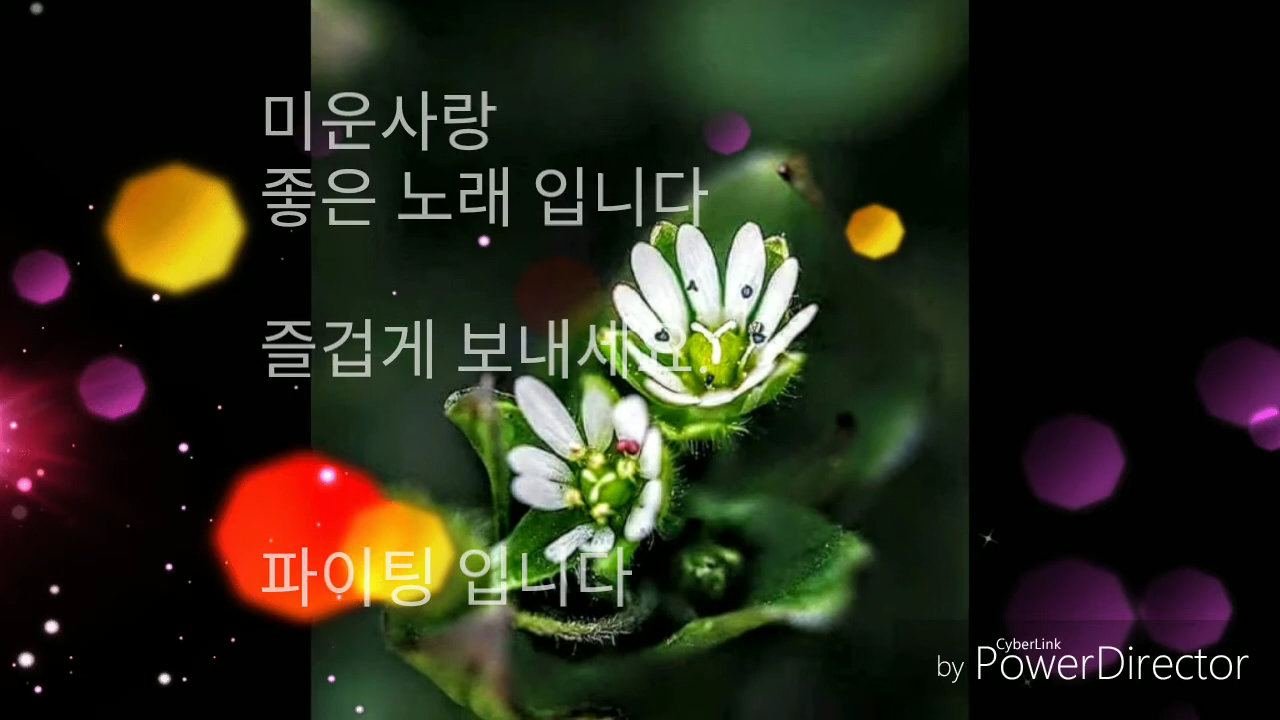 미운사랑
좋은 노래 입니다
즐겁게 보내세요.
파이팅 입니다
CyberLink
by PowerDirector